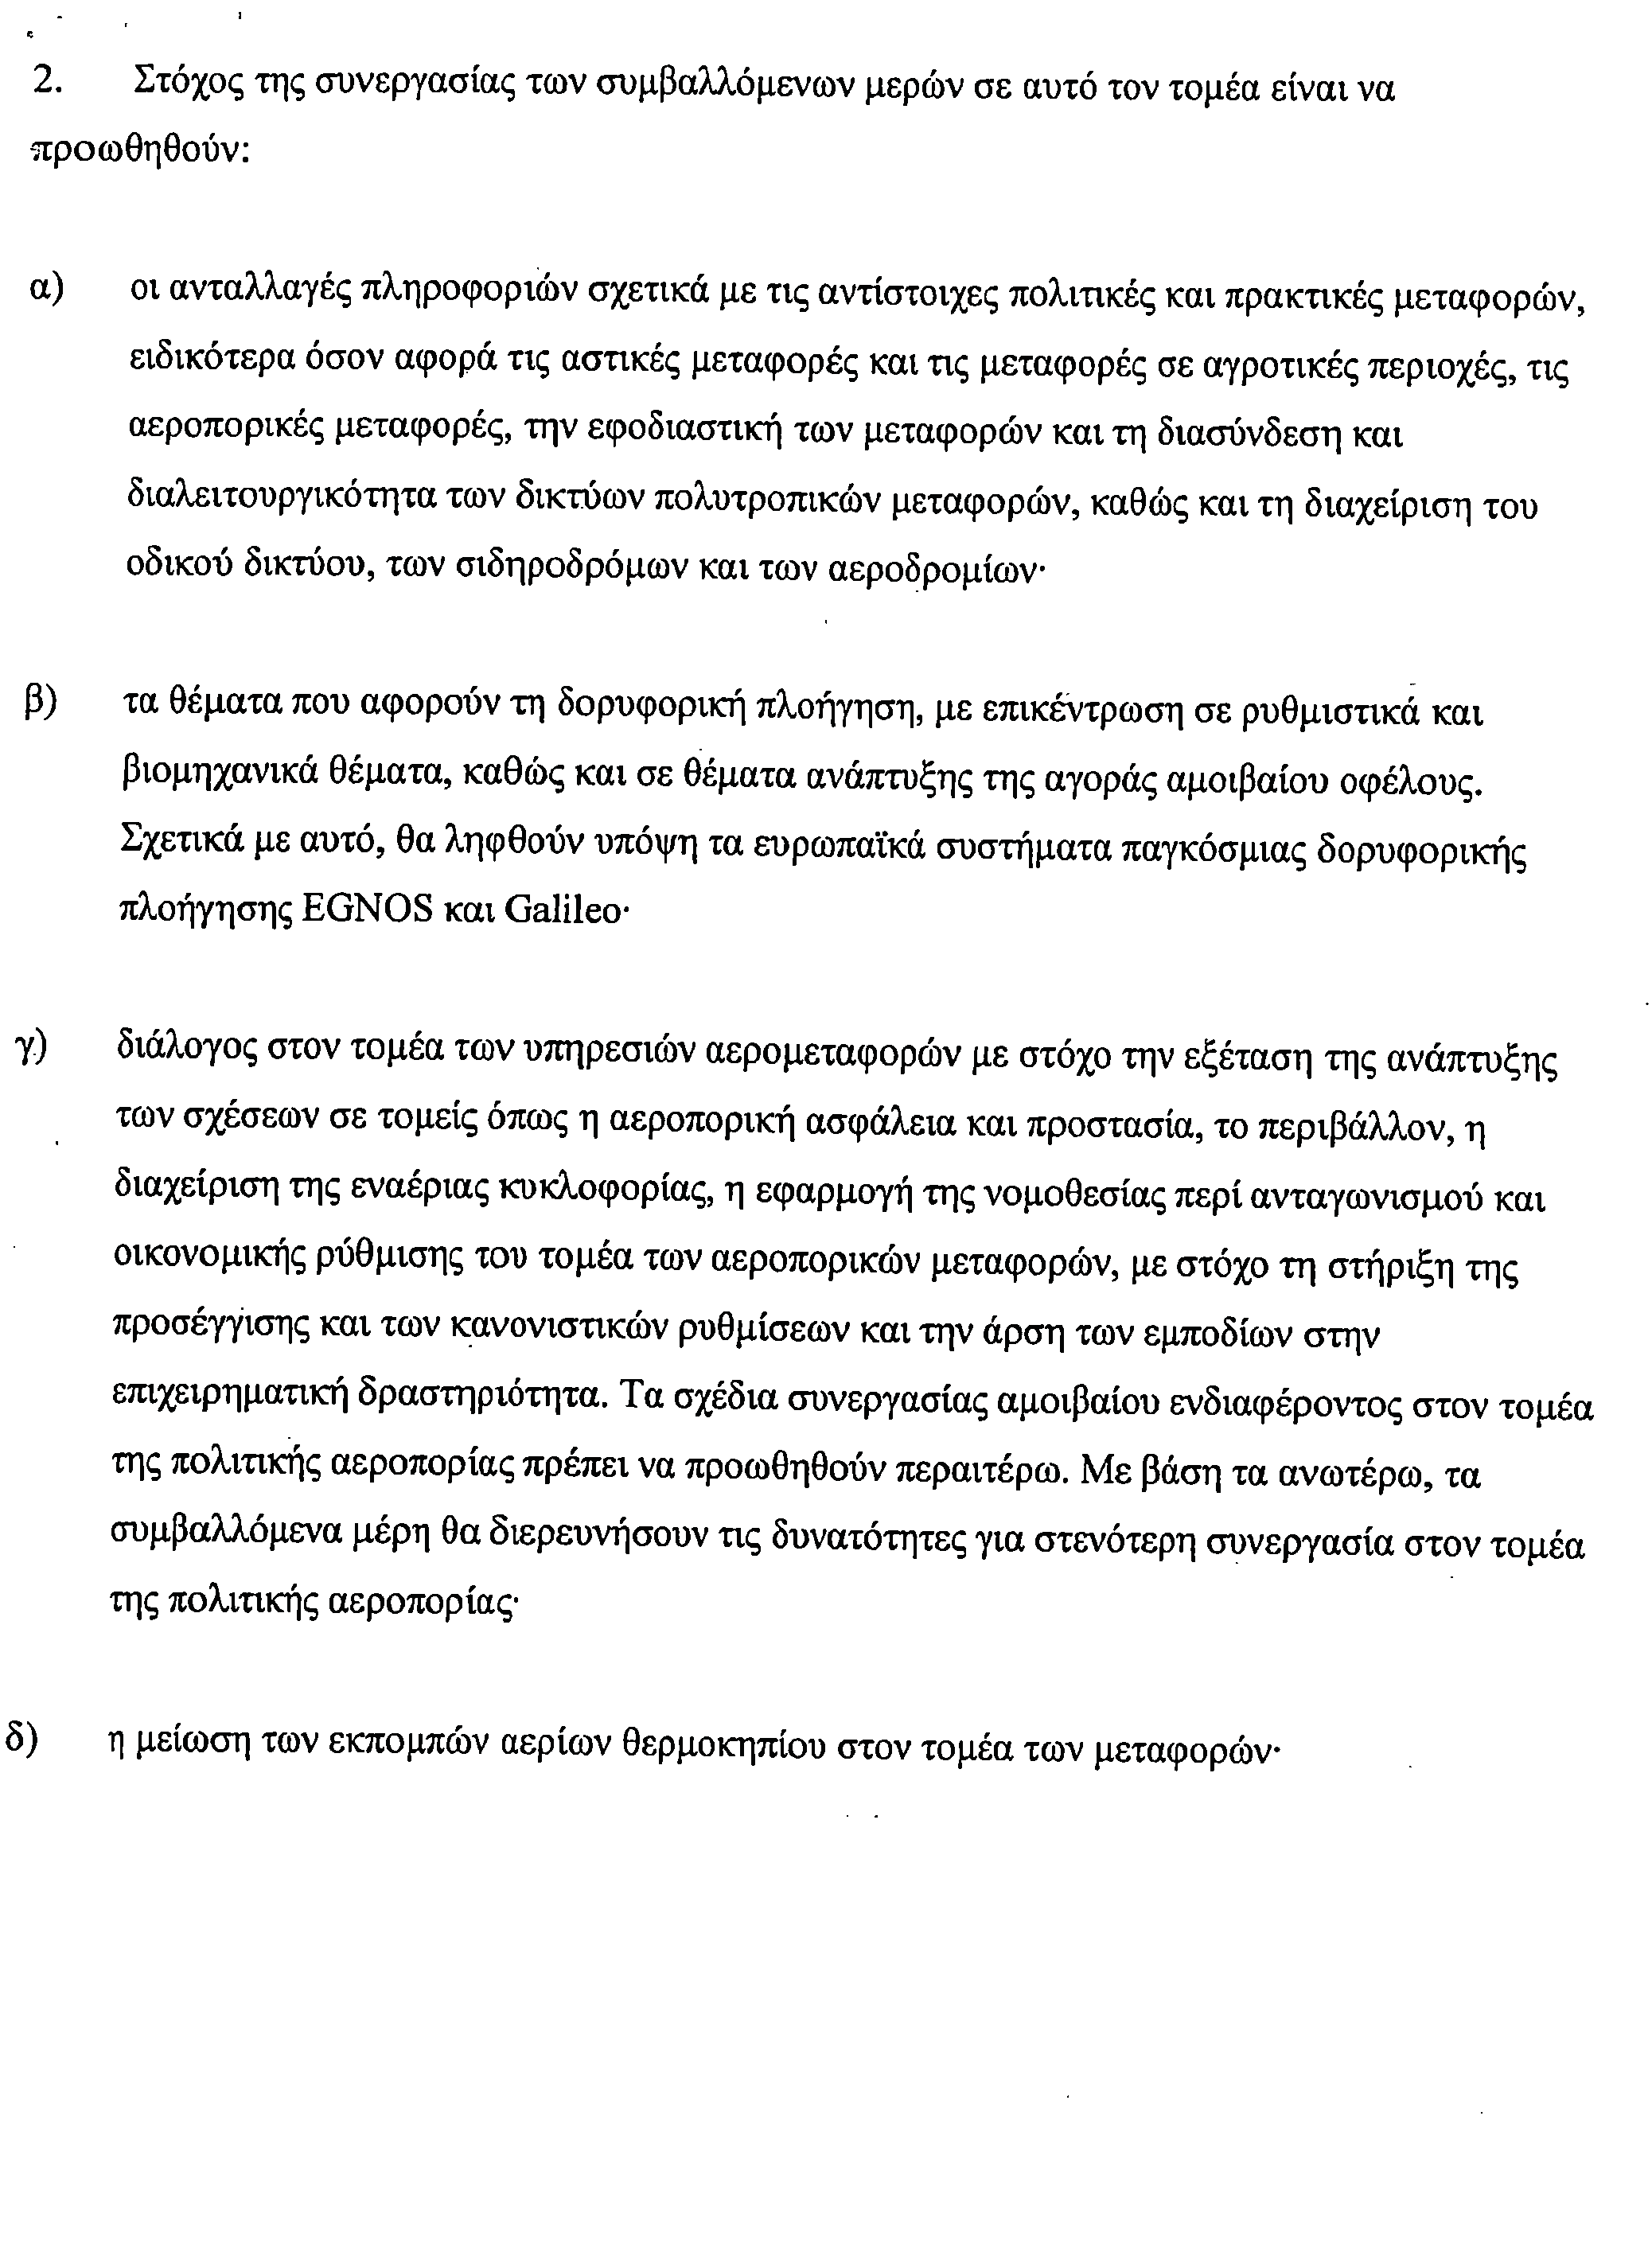 2. Στόχος της συνεργασίας των συμβαλλόμενων μερών σε αυτό τον τομέα είναι να
προωθηθούν:
α) οι ανταλλαγές πληροφοριών σχετικά με τις αντίστοιχες πολιτικές και πρακτικές μεταφορών,
ειδικότερα όσον αφορά τις αστικές μεταφορές και τις μεταφορές σε αγροτικές περιοχές, τις
αεροπορικές μεταφορές, την εφοδιαστική των μεταφορών και τη διασύνδεση και
διαλειτουργικότητα των δικτύων πολυτροπικών μεταφορών, καθώς και τη διαχείριση του
οδικού δικτύου, των σιδηροδρόμων και των αεροδρομίων·
β) τα θέματα που αφορούν τη δορυφορική πλοήγηση, με επικέντρωση σε ρυθμιστικά και
βιομηχανικά θέματα, καθώς και σε θέματα ανάπτυξης της αγοράς αμοιβαίου οφέλους.
Σχετικά με αυτό, θα ληφθούν υπόψη τα ευρωπαϊκά συστήματα παγκόσμιας δορυφορικής
πλοήγησης EGNOS και Galileo·
γ) διάλογος στον τομέα των υπηρεσιών αερομεταφορών με στόχο την εξέταση της ανάπτυξης
των σχέσεων σε τομείς όπως η αεροπορική ασφάλεια και προστασία, το περιβάλλον, η
διαχείριση της εναέριας κυκλοφορίας, η εφαρμογή της νομοθεσίας περί ανταγωνισμού και
οικονομικής ρύθμισης του τομέα των αεροπορικών μεταφορών, με στόχο τη στήριξη της
προσέγγισης και των κανονιστικών ρυθμίσεων και την άρση των εμποδίων στην
επιχειρηματική δραστηριότητα. Τα σχέδια συνεργασίας αμοιβαίου ενδιαφέροντος στον τομέα
της πολιτικής αεροπορίας πρέπει να προωθηθούν περαιτέρω. Με βάση τα ανωτέρω, τα
συμβαλλόμενα μέρη θα διερευνήσουν τις δυνατότητες για στενότερη συνεργασία στον τομέα
της πολιτικής αεροπορίας·
δ) η μείωση των εκπομπών αερίων θερμοκηπίου στον τομέα των μεταφορών·